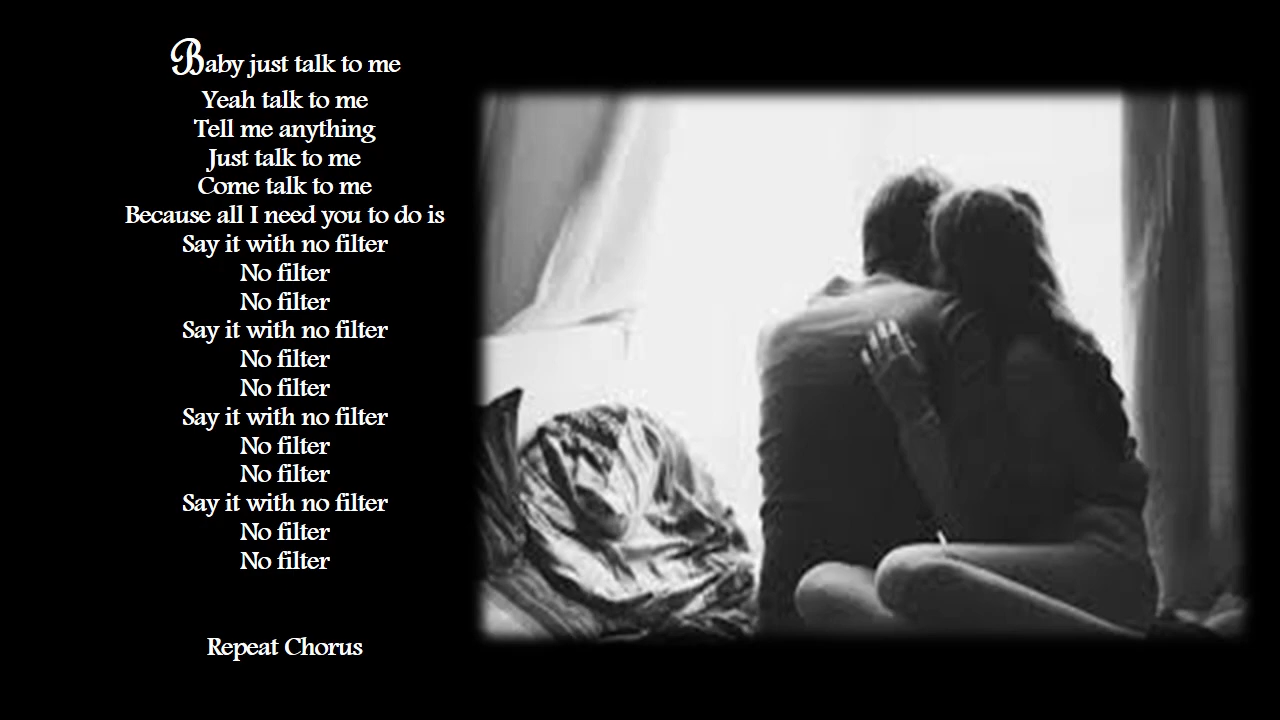 Baby just talk to me
Yeah talk to me
Tell me anything
Just talk to me
Come talk to me
Because all I need you to do is
Say it with no filter
No filter
No filter
Say it with no filter
No filter
No filter
Say it with no filter
No filter
No filter
Say it with no filter
No filter
No filter
Repeat Chorus